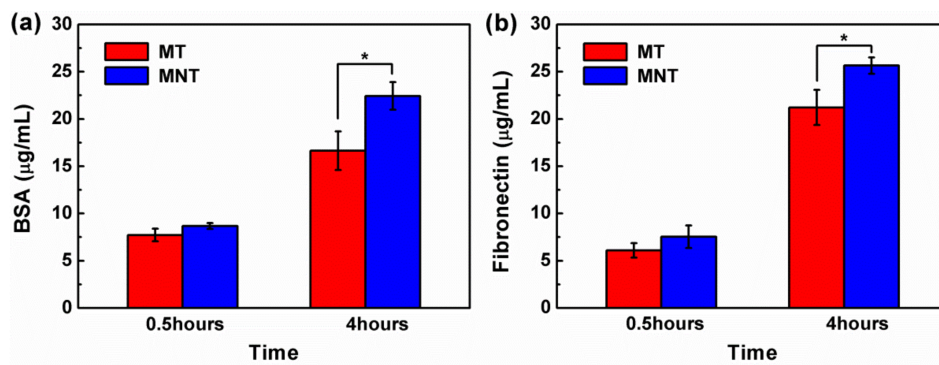 (a)
30
25
20
15
10
5
0
BSA (μg/mL)
MT
MNT
*
0.5hours
4hours
Time
(b)
30
25
20
15
10
5
0
Fibronectin (μg/mL)
MT
MNT
*
0.5hours
4hours
Time